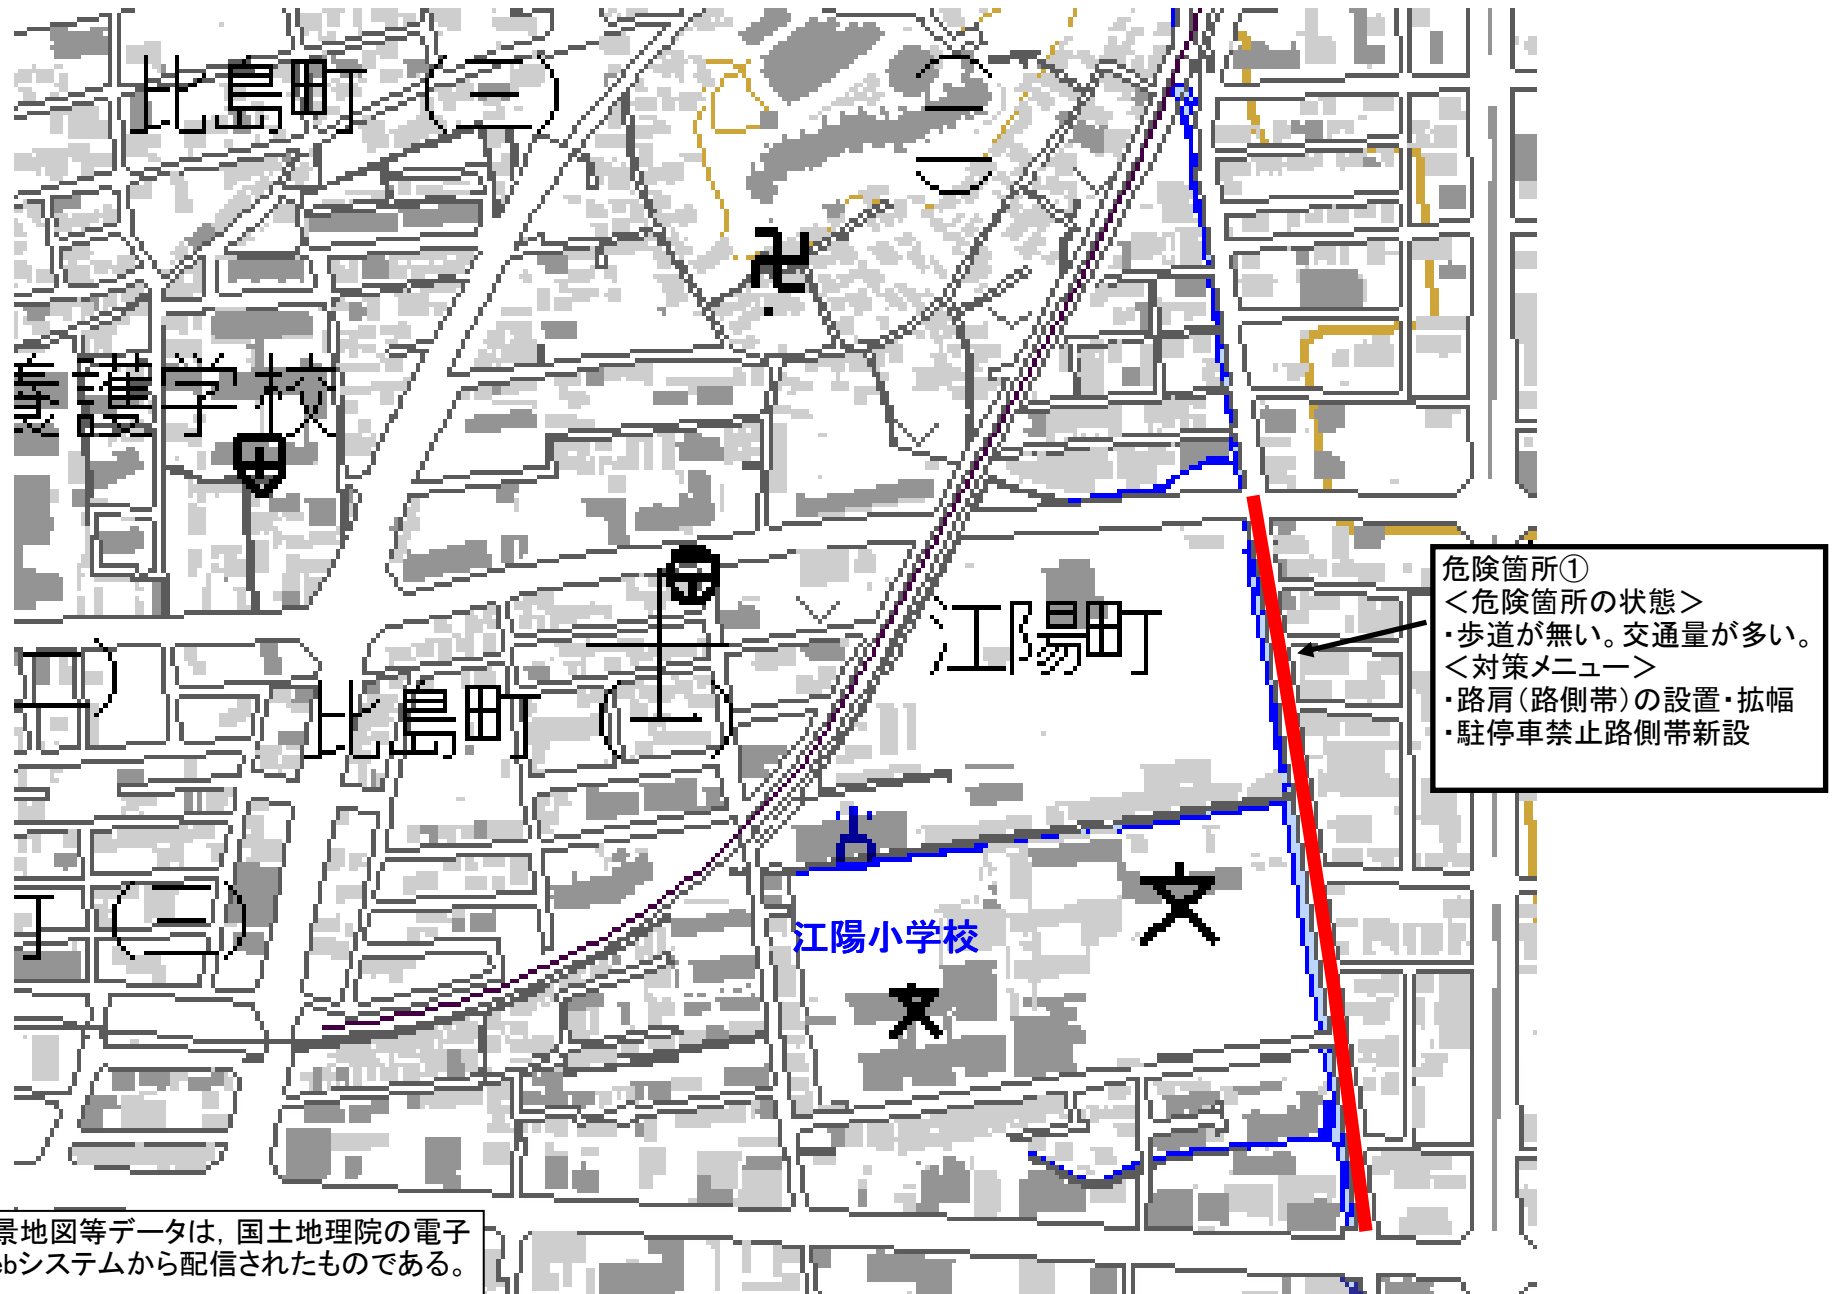 比島町(二)
(一)
養護学校
江陽町
比島町(一)
丁(二)
江陽小学校
危険箇所①
<危険箇所の状態>
・歩道が無い。交通量が多い。
<対策メニュー>
・路肩(路側帯)の設置・拡幅
・駐停車禁止路側帯新設
景地図等データは, 国土地理院の電子
ebシステムから配信されたものである。